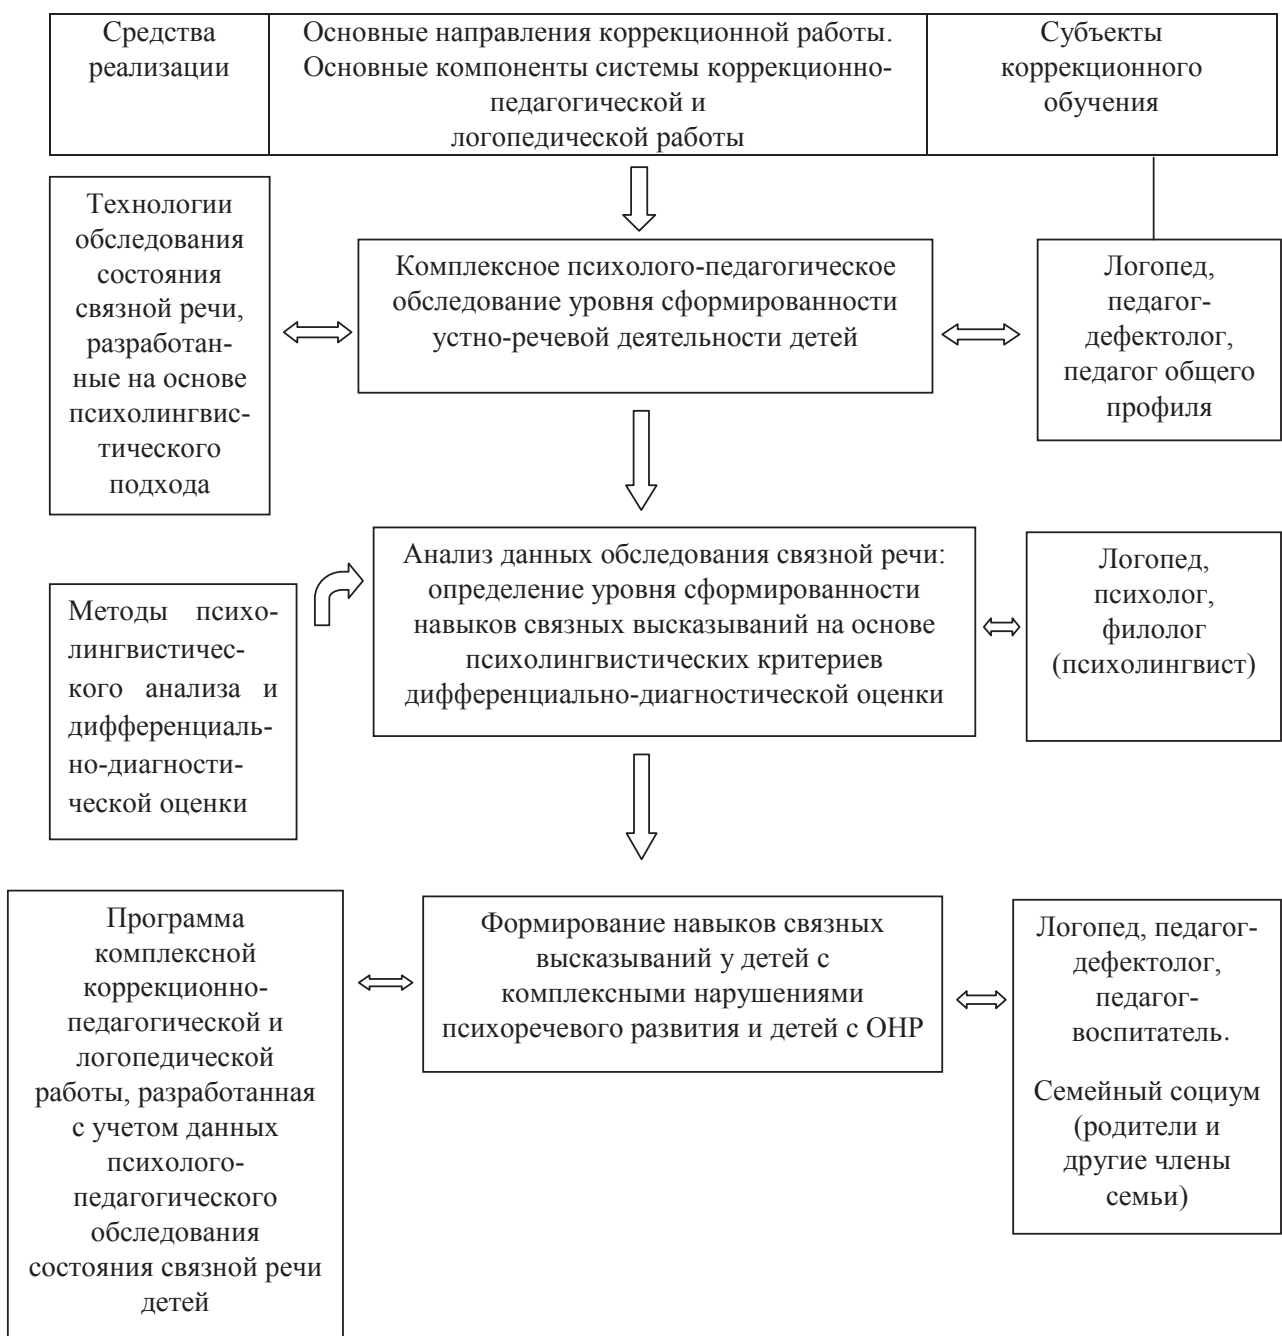 Средства
реализации
Основные направления коррекционной работы.
Основные компоненты системы коррекционно-
педагогической и
логопедической работы
Субъекты
коррекционного
обучения
Технологии
обследования
состояния
связной речи,
разработан-
ные на основе
психолингвис-
тического
подхода
Комплексное психолого-педагогическое
обследование уровня сформированности
устно-речевой деятельности детей
Логопед,
педагог-
дефектолог,
педагог общего
профиля
Методы психо-
лингвистичес-
кого анализа и
дифференциаль-
но-диагности-
ческой оценки
Анализ данных обследования связной речи:
определение уровня сформированности
навыков связных высказываний на основе
психолингвистических критериев
дифференциально-диагностической оценки
Логопед,
психолог,
филолог
(психолингвист)
Программа
комплексной
коррекционно-
педагогической и
логопедической
работы, разработанная
с учетом данных
психолого-
педагогического
обследования
состояния связной речи
детей
Формирование навыков связных
высказываний у детей с
комплексными нарушениями
психоречевого развития и детей с ОНР
Логопед, педагог-
дефектолог,
педагог-
воспитатель.
Семейный социум
(родители и
другие члены
семьи)